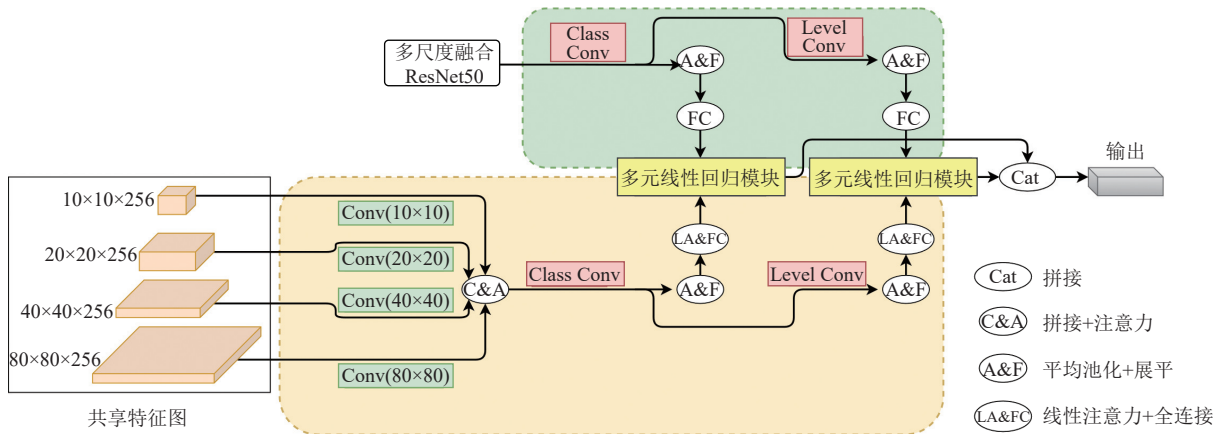 多尺度融合
ResNet50
Class
Conv
Level
Conv
A&F
A&F
FC
FC
多元线性回归模块
多元线性回归模块
Cat
输出
10×10×256
20×20×256
40×40×256
80×80×256
共享特征图
Conv(10×10)
Conv(20×20)
Conv(40×40)
Conv(80×80)
C&A
Class Conv
LA&FC
A&F
Level Conv
LA&FC
A&F
Cat 拼接
C&A 拼接+注意力
A&F 平均池化+展平
LA&FC 线性注意力+全连接